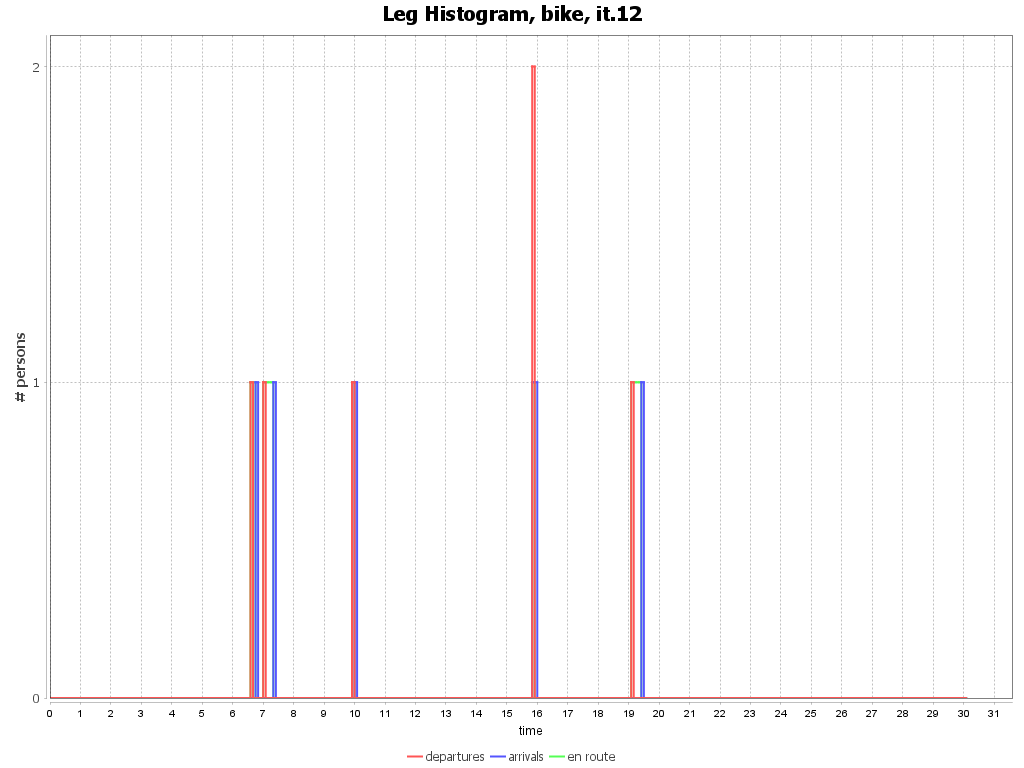 Leg Histogram, bike, it.12
# persons
2
1
0
0 1 2 3 4 5 6 7 8 9 10 11 12 13 14 15 16 17 18 19 20 21 22 23 24 25 26 27 28 29 30 31
time
departures arrivals en route